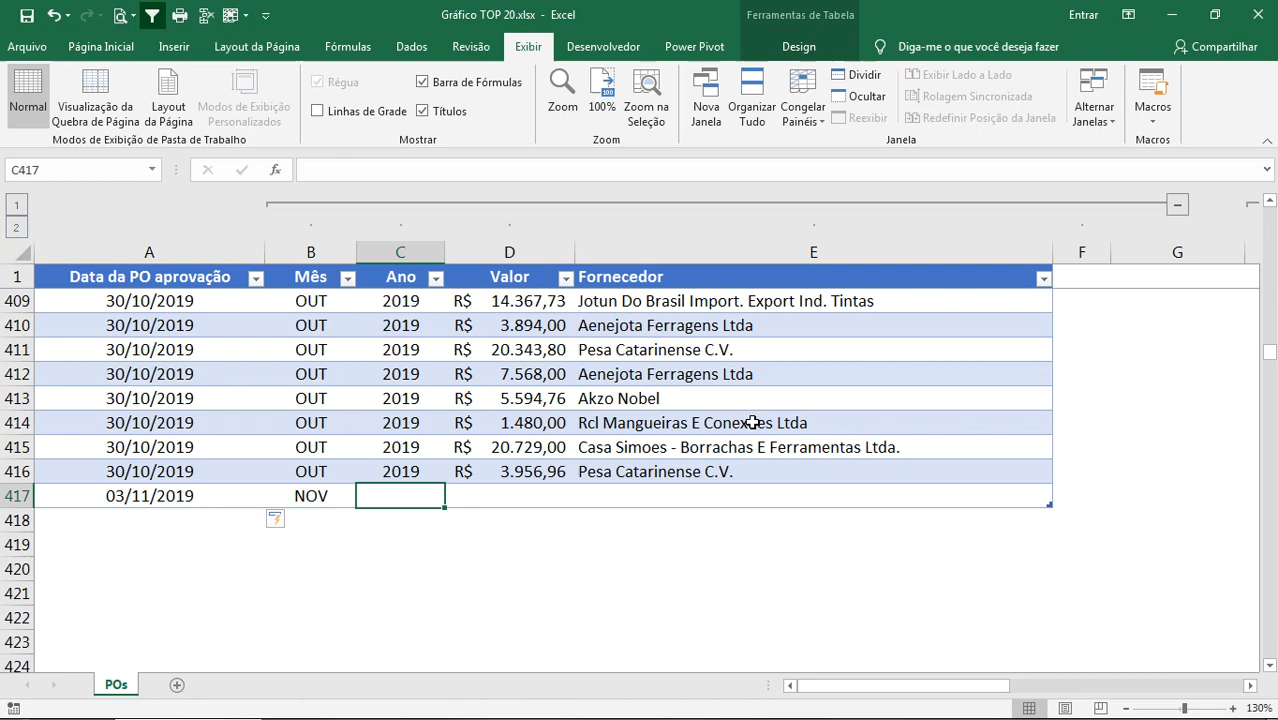 Gráfico TOP 20.xlsx - Excel
Ferramentas de Tabela
Entrar
Arquivo Página Inicial Inserir Layout da Página Fórmulas Dados Revisão Exibir Desenvolvedor Power Pivot Design Diga-me o que você deseja fazer Compartilhar
Normal
Visualização da Quebra de Página
Layout da Página
Modos de Exibição Personalizados
Modos de Exibição de Pasta de Trabalho
Régua
Barra de Fórmulas
Linhas de Grade
Títulos
Mostrar
Zoom
100%
Zoom na Seleção
Zoom
Nova Janela
Organizar Tudo
Congelar Painéis
Dividir
Ocultar
Reexibir
Exibir Lado a Lado
Rolagem Sincronizada
Redefinir Posição da Janela
Janela
Alternar Janelas
Macros
Macros
C417
fx
1
2
A B C D E F G
1 Data da PO aprovação Mês Ano Valor Fornecedor
409 30/10/2019 OUT 2019 R$ 14.367,73 Jotun Do Brasil Import. Export Ind. Tintas
410 30/10/2019 OUT 2019 R$ 3.894,00 Aenejota Ferragens Ltda
411 30/10/2019 OUT 2019 R$ 20.343,80 Pesa Catarinense C.V.
412 30/10/2019 OUT 2019 R$ 7.568,00 Aenejota Ferragens Ltda
413 30/10/2019 OUT 2019 R$ 5.594,76 Akzo Nobel
414 30/10/2019 OUT 2019 R$ 1.480,00 Rcl Mangueiras E Conexões Ltda
415 30/10/2019 OUT 2019 R$ 20.729,00 Casa Simoes - Borrachas E Ferramentas Ltda.
416 30/10/2019 OUT 2019 R$ 3.956,96 Pesa Catarinense C.V.
417 03/11/2019 NOV
418
419
420
421
422
423
424
POs
130%